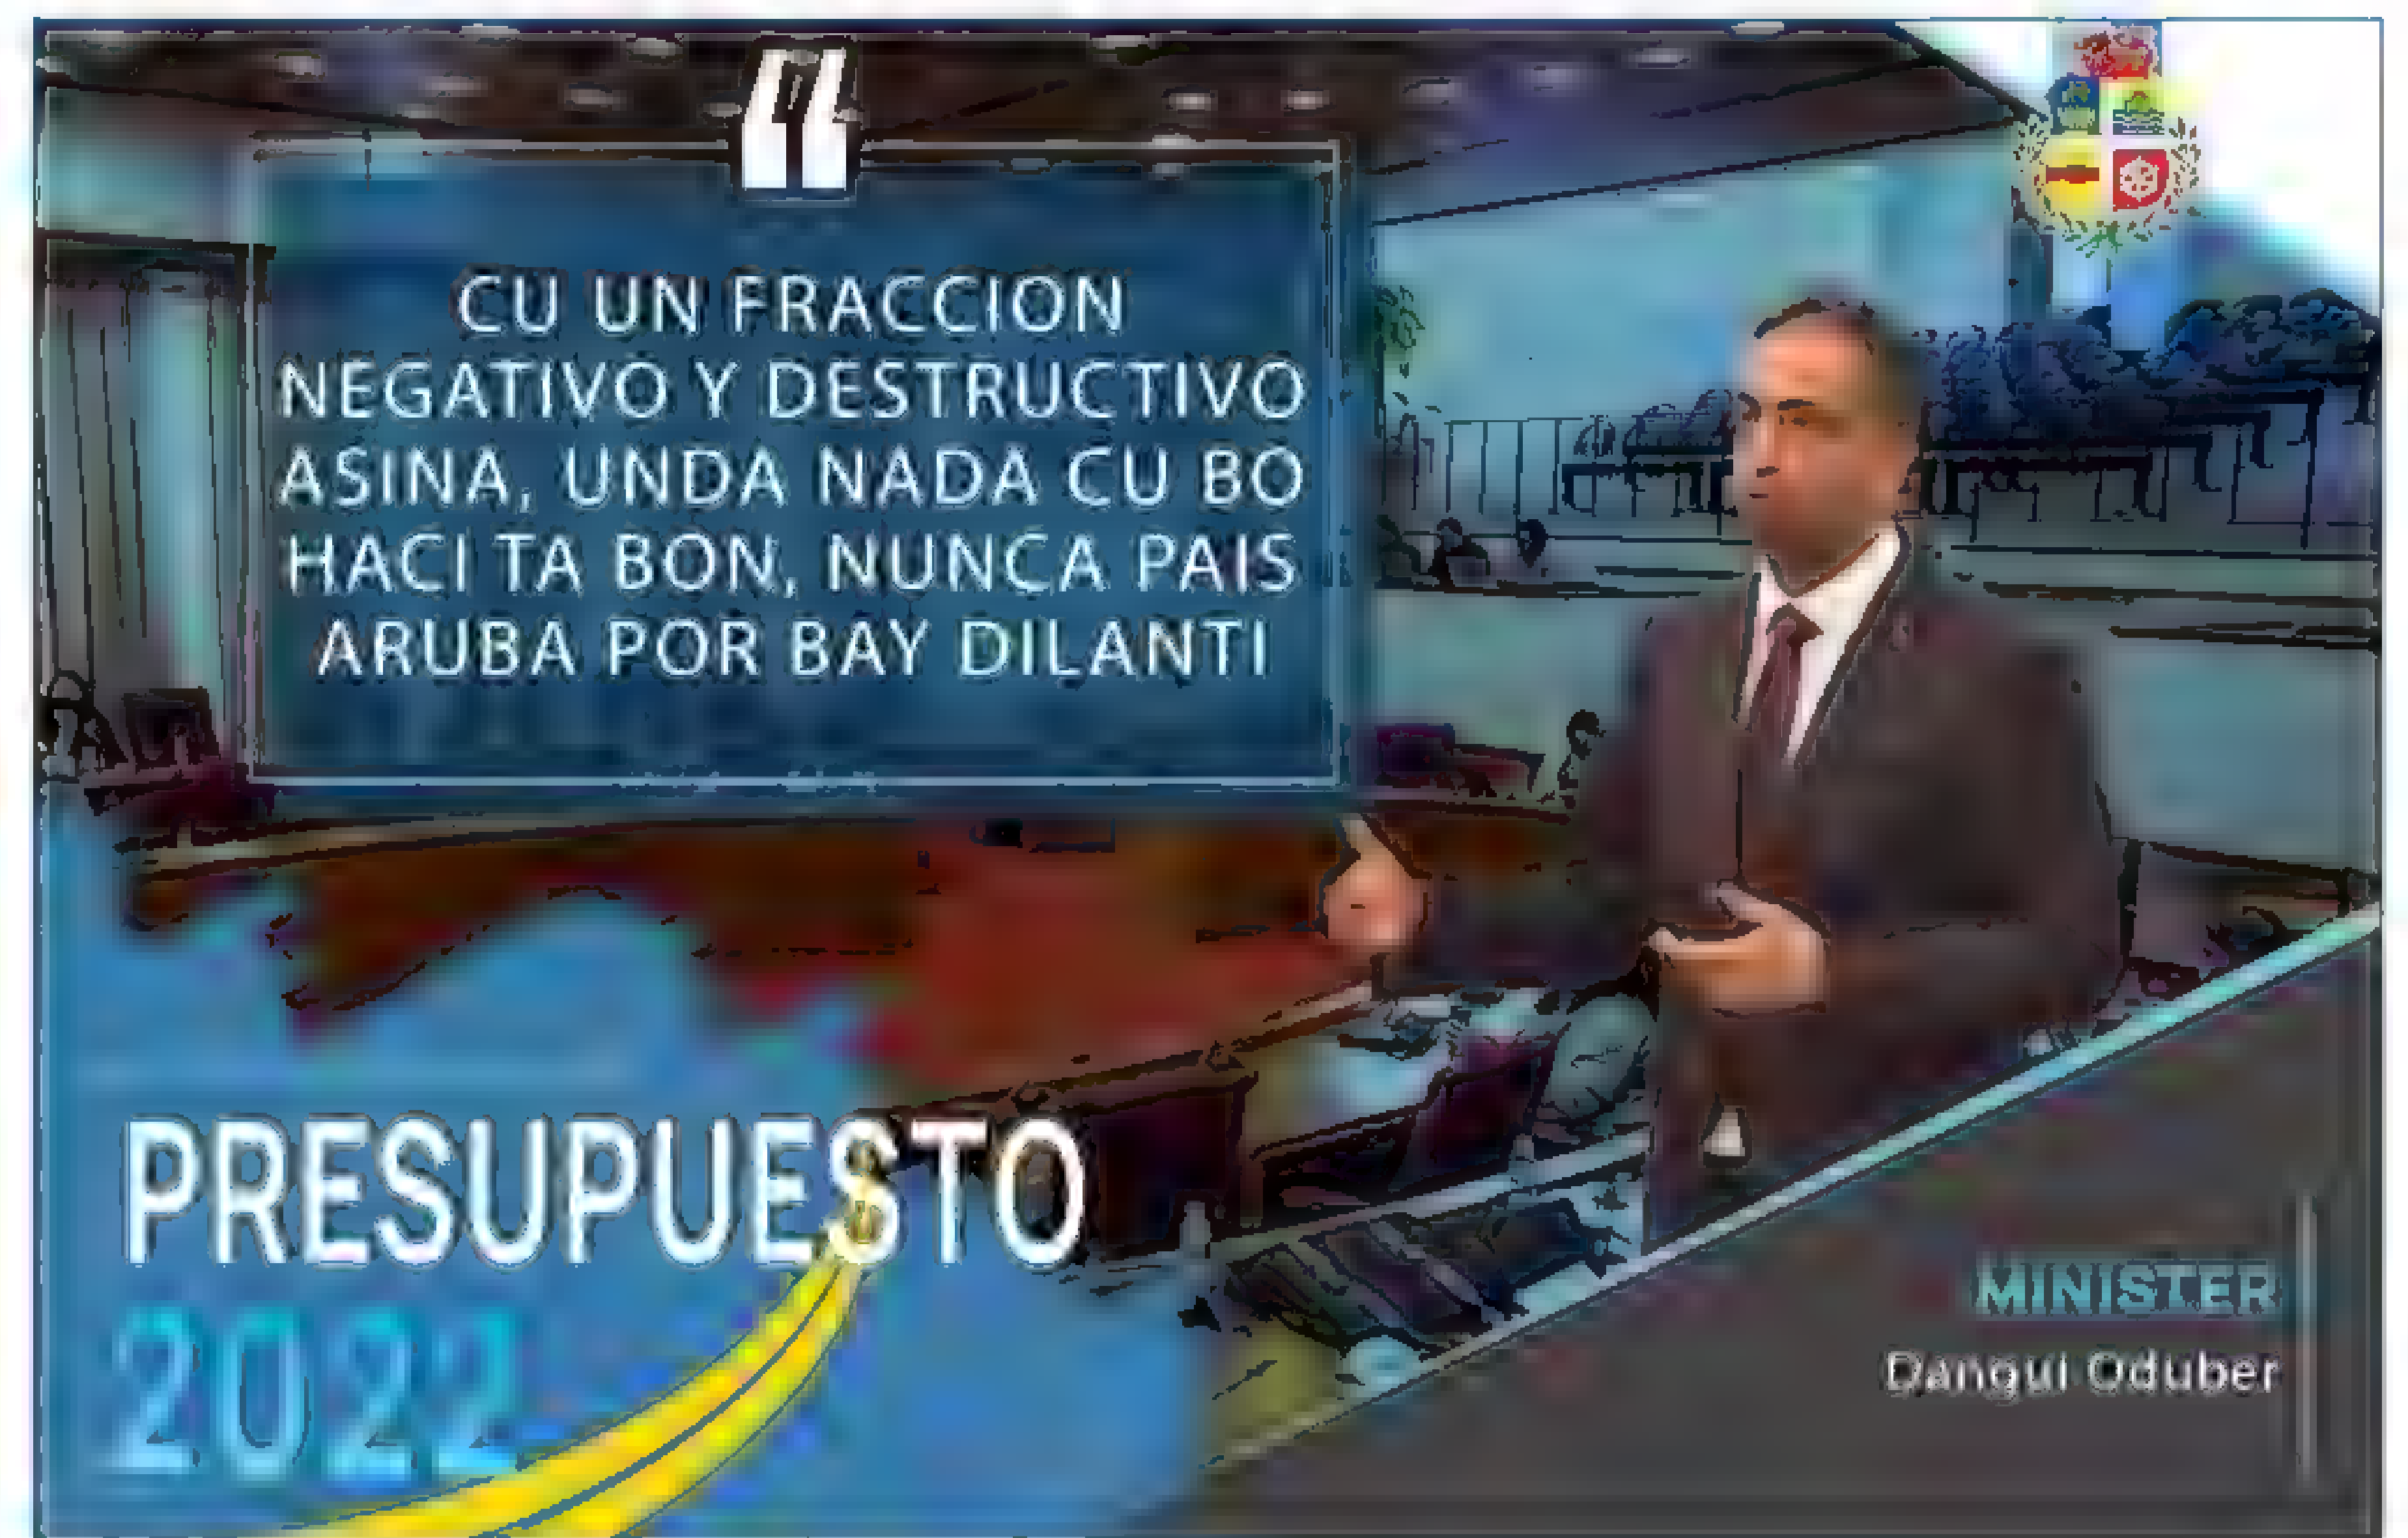 CU UN FRACCION
NEGATIVO Y DESTRUCTIVO
ASINA, UNDA NADA CU BO
HACI TA BON, NUNCA PAIS
ARUBA POR BAY DILANTI
PRESUPUESTO
2022
MINISTER
Dangui Oduber